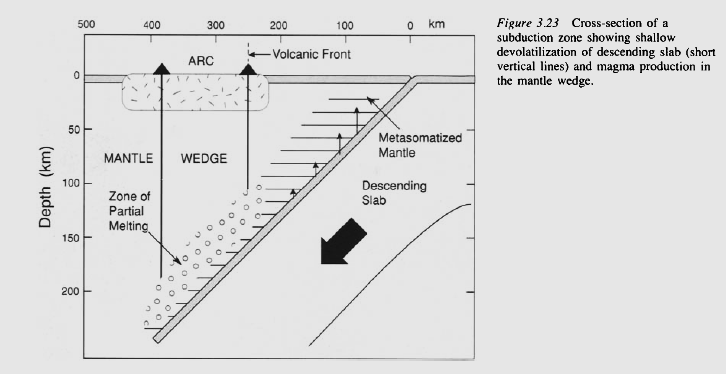 500 400 300 200 100 0 km
Volcanic Front
ARC
0
50
100
150
200
Depth (km)
MANTLE WEDGE
Metasomatized
Mantle
Descending
Slab
Zone of
Partial
Melting
Figure 3.23 Cross-section of a
subduction zone showing shallow
devolatilization of descending slab (short
vertical lines) and magma production in
the mantle wedge.